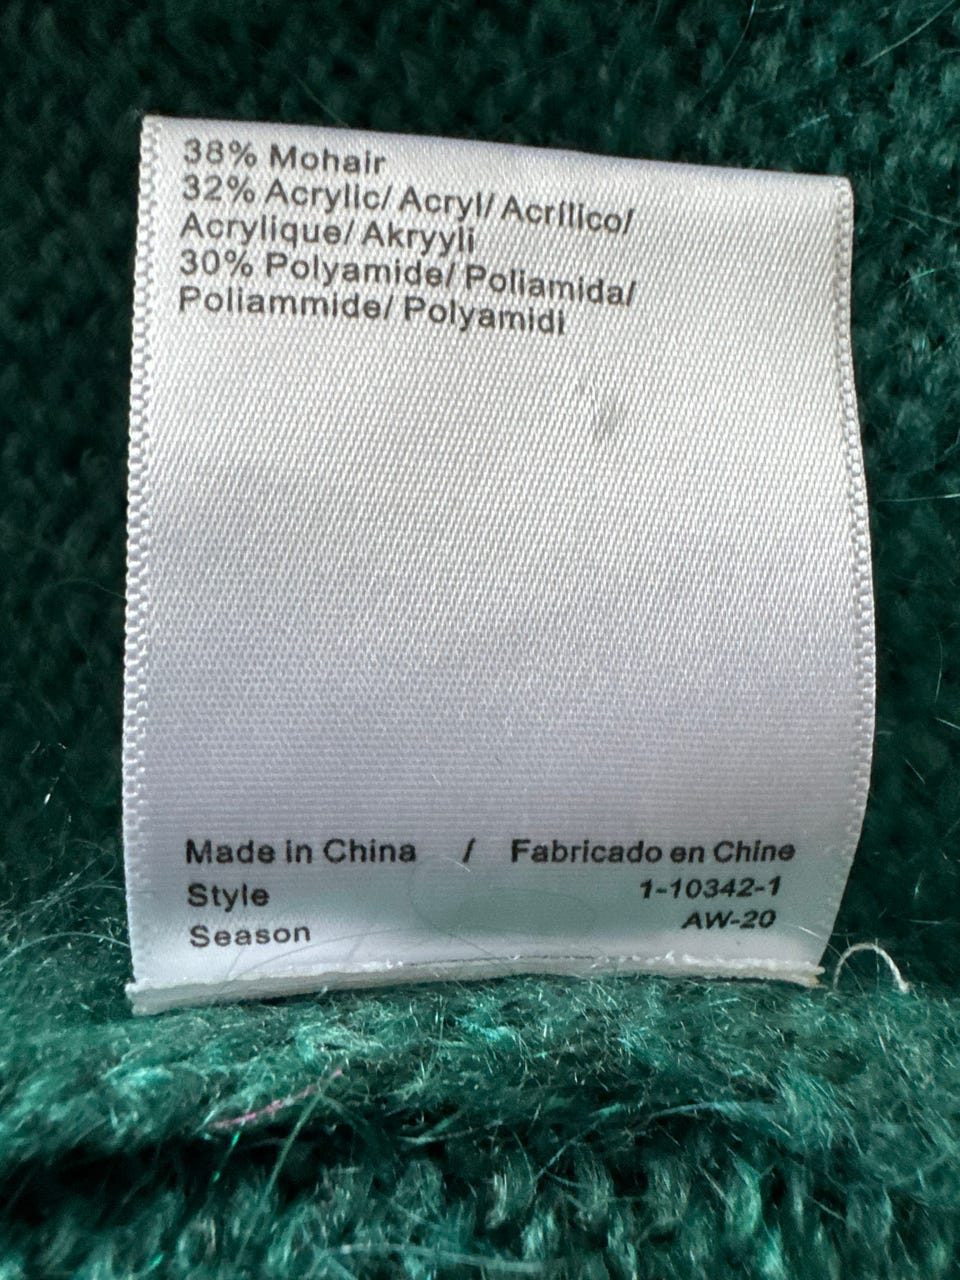 38% Mohair
32% Acrylic/ Acryl/ Acrílico/
Acrylique/ Akryyli
30% Polyamide/ Poliamida/
Poliammide/ Polyamidi
Made in China / Fabricado en Chine
Style 1-10342-1
Season AW-20